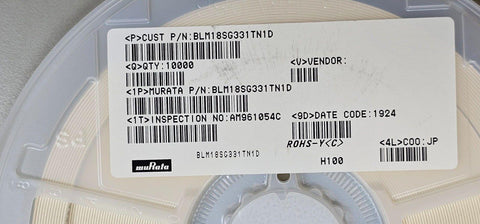 <P>CUST P/N:BLM18SG331TN1D
<Q>QTY:10000
<V>VENDOR:
<1P>MURATA P/N:BLM18SG331TN1D
<1T>INSPECTION NO:AM961054C
<9D>DATE CODE:1924
ROHS-Y<C>
<4L>COO:JP
BLM18SG331TN1D
H100
muRata
PS